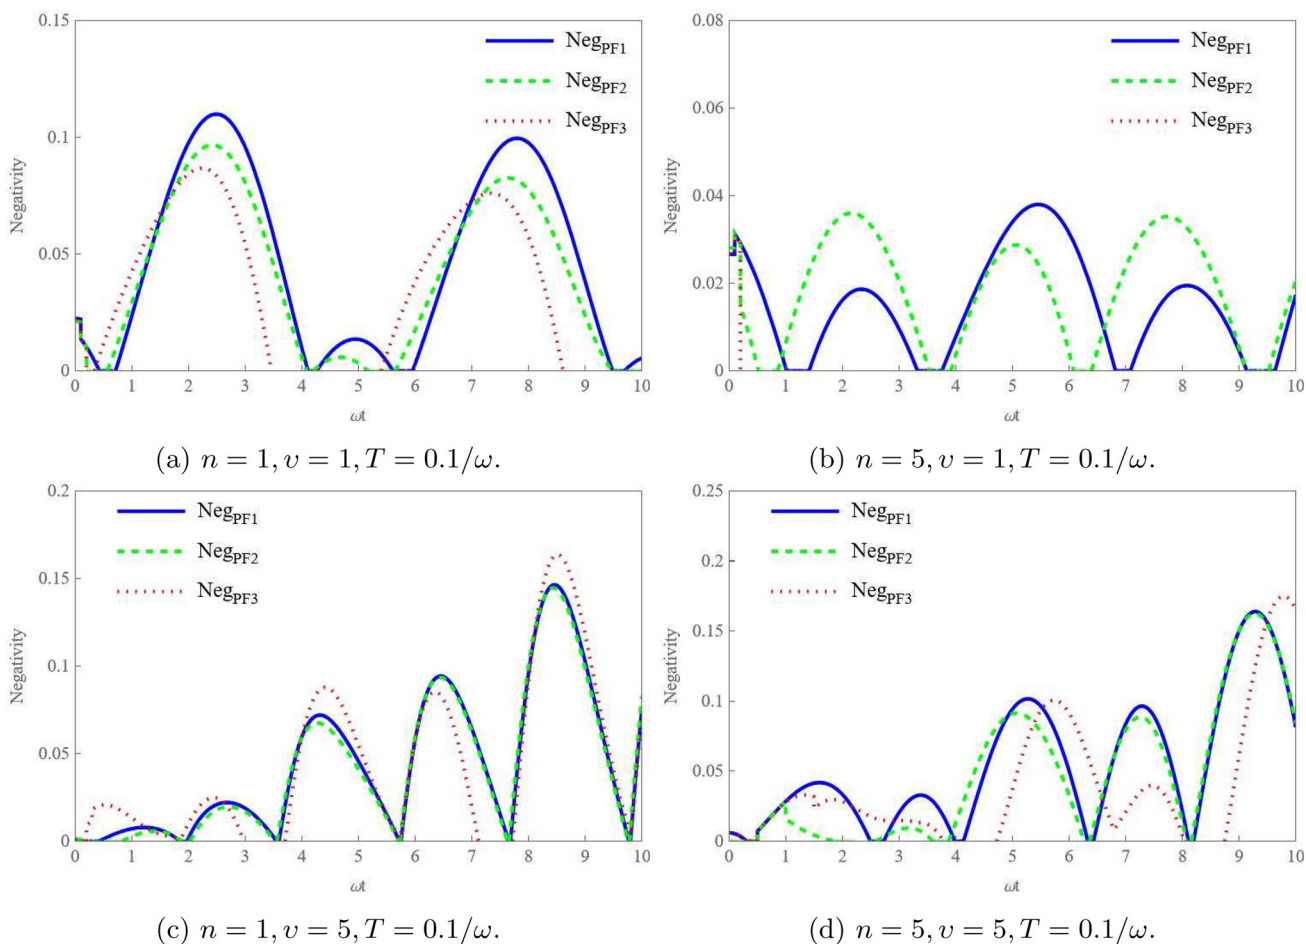 0.15
0.1
0.05
0
Negativity
Neg_PF1
Neg_PF2
Neg_PF3
0 1 2 3 4 5 6 7 8 9 10
ωt
(a) n = 1, υ = 1, T = 0.1/ω.
0.08
0.06
0.04
0.02
0
Negativity
Neg_PF1
Neg_PF2
Neg_PF3
0 1 2 3 4 5 6 7 8 9 10
ωt
(b) n = 5, υ = 1, T = 0.1/ω.
0.2
0.15
0.1
0.05
0
Negativity
Neg_PF1
Neg_PF2
Neg_PF3
0 1 2 3 4 5 6 7 8 9 10
ωt
(c) n = 1, υ = 5, T = 0.1/ω.
0.25
0.2
0.15
0.1
0.05
0
Negativity
Neg_PF1
Neg_PF2
Neg_PF3
0 1 2 3 4 5 6 7 8 9 10
ωt
(d) n = 5, υ = 5, T = 0.1/ω.